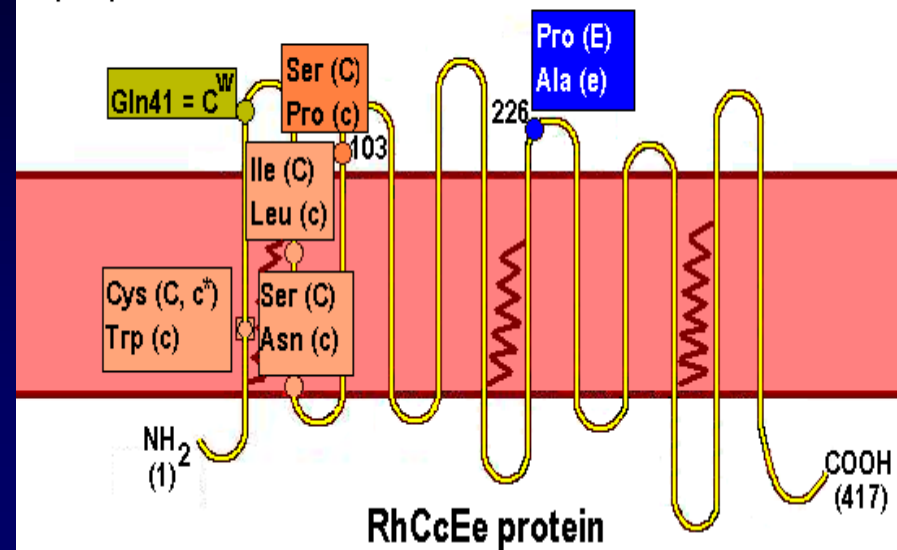 Pro (E)
Ala (e)
Ser (C)
Pro (c)
Gln41 = C^W
226
103
Ile (C)
Leu (c)
Cys (C, c*)
Trp (c)
Ser (C)
Asn (c)
NH2
(1)
COOH
(417)
RhCcEe protein